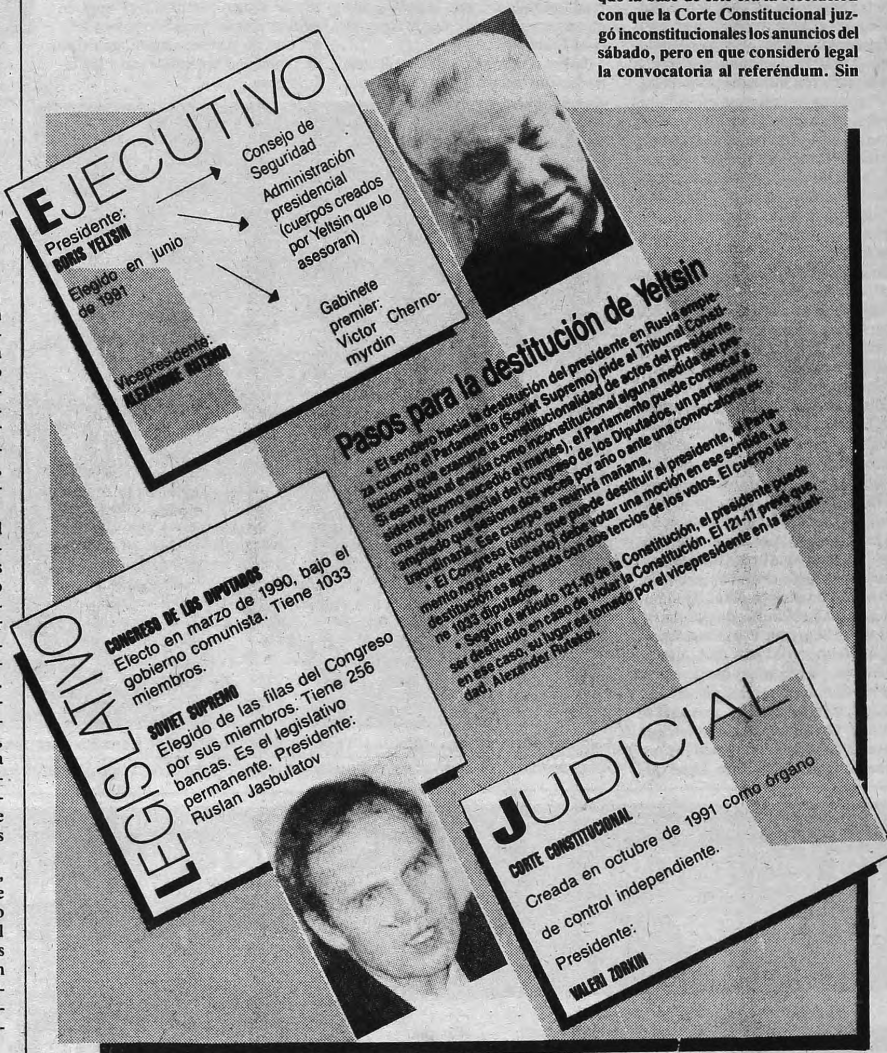 con que la Corte Constitucional juz-
gó inconstitucionales los anuncios del
sábado, pero en que consideró legal
la convocatoria al referéndum. Sin
EJECUTIVO
Presidente:
BORIS YELTSIN
Elegido en junio
de 1991
Vicepresidente:
Consejo de
Seguridad
Administración
presidencial
(cuerpos creados
por Yeltsin que lo
asesoran)
Gabinete
premier:
Victor Cherno-
myrdin
Pasos para la destitución de Yeltsin
• El sendero hacia la destitución del presidente en Rusia empie-
za cuando el Parlamento (Soviet Supremo) pide al Tribunal Consti-
tucional que examine la constitucionalidad de actos del presidente.
Si ese tribunal evalúa como inconstitucional alguna medida del pre-
sidente (como sucedió el martes), el Parlamento puede convocar a
una sesión especial del Congreso de los Diputados, un parlamento
ampliado que sesiona dos veces por año o ante una convocatoria ex-
traordinaria. Ese cuerpo se reunirá mañana.
• El Congreso (único que puede destituir al presidente, el Parla-
mento no puede hacerlo) debe votar una moción en ese sentido. La
destitución es aprobada con dos tercios de los votos. El cuerpo tie-
ne 1033 diputados.
• Según el artículo 121-10 de la Constitución, el presidente puede
ser destituido en caso de violar la Constitución. El 121-11 prevé que,
en ese caso, su lugar es tomado por el vicepresidente en la actuali-
dad, Alexander Rutskoi.
LEGISLATIVO
CONGRESO DE LOS DIPUTADOS
Electo en marzo de 1990, bajo el
gobierno comunista. Tiene 1033
miembros.
SOVIET SUPREMO
Elegido de las filas del Congreso
por sus miembros. Tiene 256
bancas. Es el legislativo
permanente. Presidente:
Ruslan Jasbulatov
JUDICIAL
CORTE CONSTITUCIONAL
Creada en octubre de 1991 como órgano
de control independiente.
Presidente:
VALERI ZORKIN